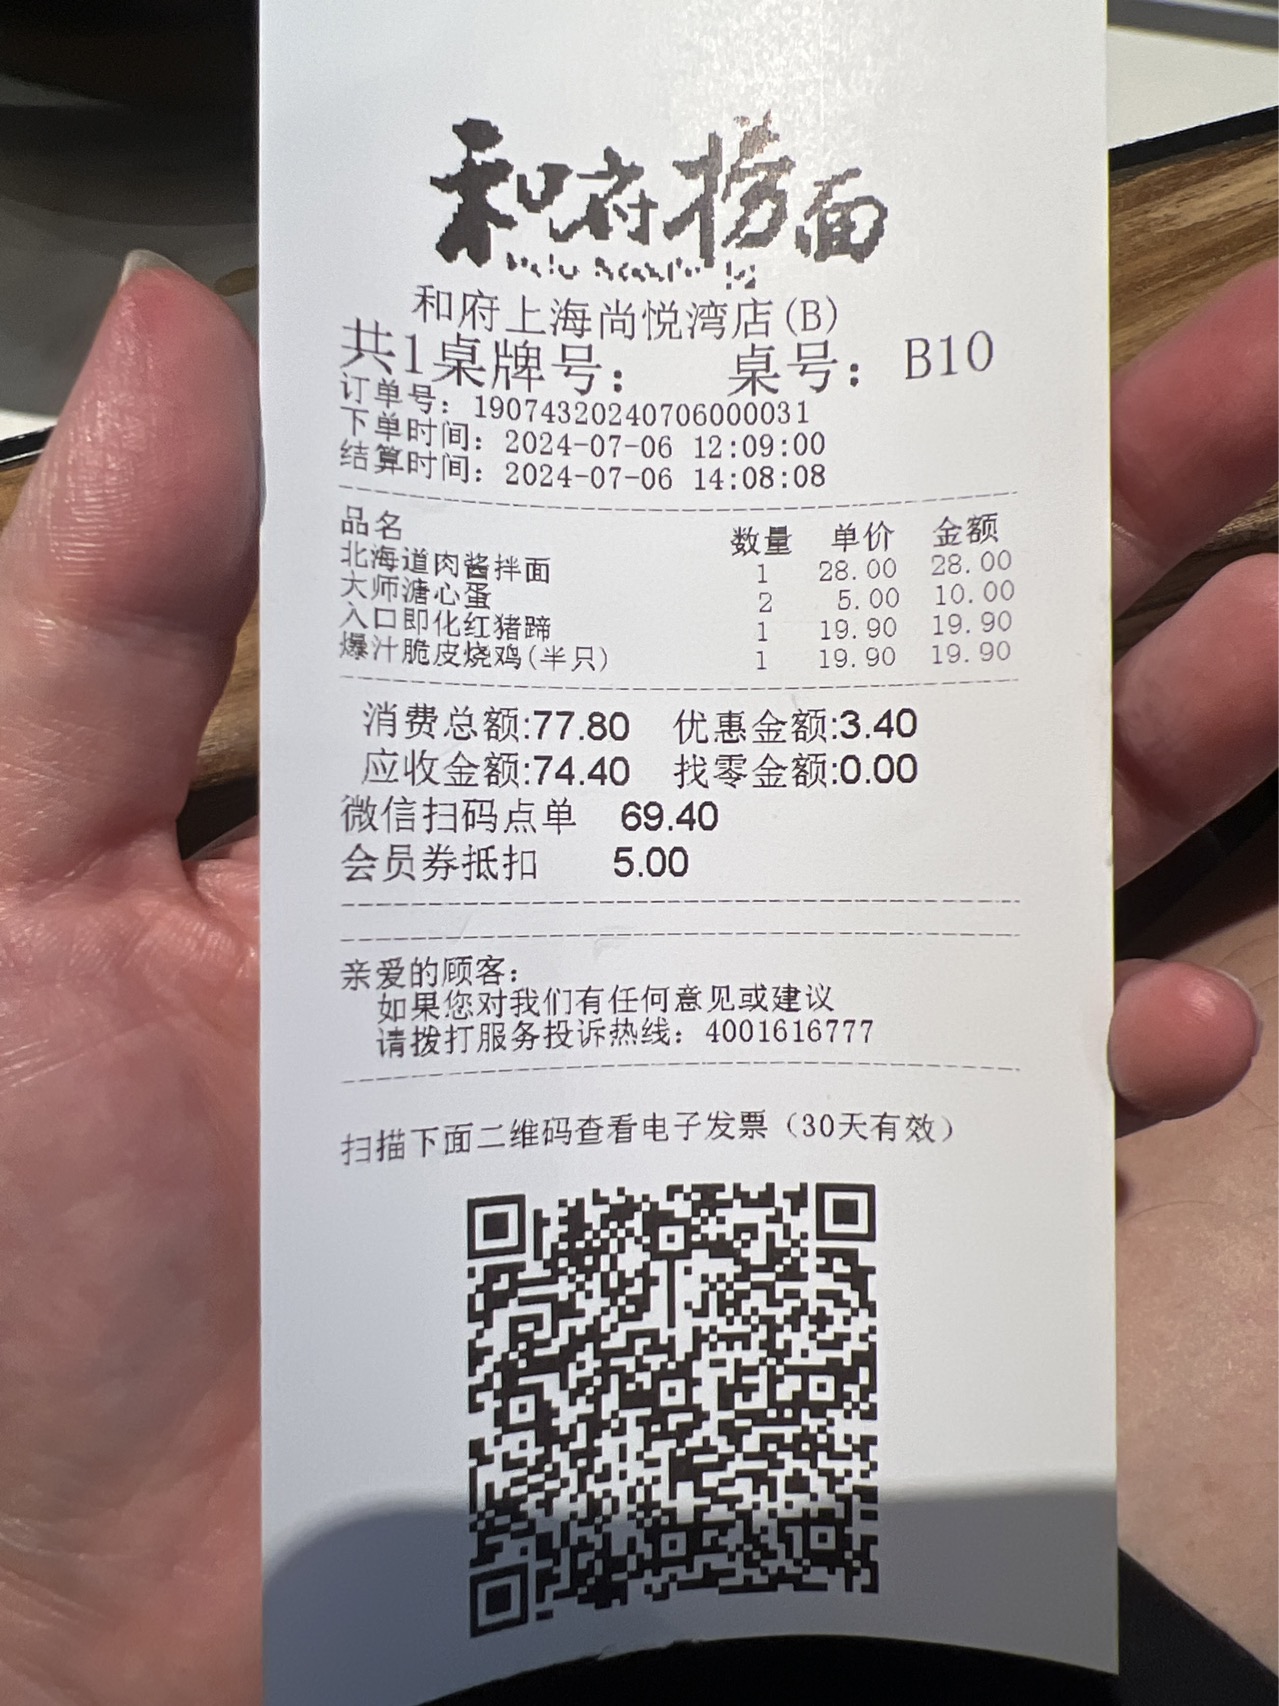 和府捞面
和府上海尚悦湾店(B)
共1桌牌号: 桌号: B10
订单号: 19074320240706000031
下单时间: 2024-07-06 12:09:00
结算时间: 2024-07-06 14:08:08
品名 数量 单价 金额
北海道肉酱拌面 1 28.00 28.00
大师溏心蛋 2 5.00 10.00
入口即化红猪蹄 1 19.90 19.90
爆汁脆皮烧鸡(半只) 1 19.90 19.90
消费总额:77.80 优惠金额:3.40
应收金额:74.40 找零金额:0.00
微信扫码点单 69.40
会员券抵扣 5.00
亲爱的顾客:
如果您对我们有任何意见或建议
请拨打服务投诉热线: 4001616777
扫描下面二维码查看电子发票（30天有效）